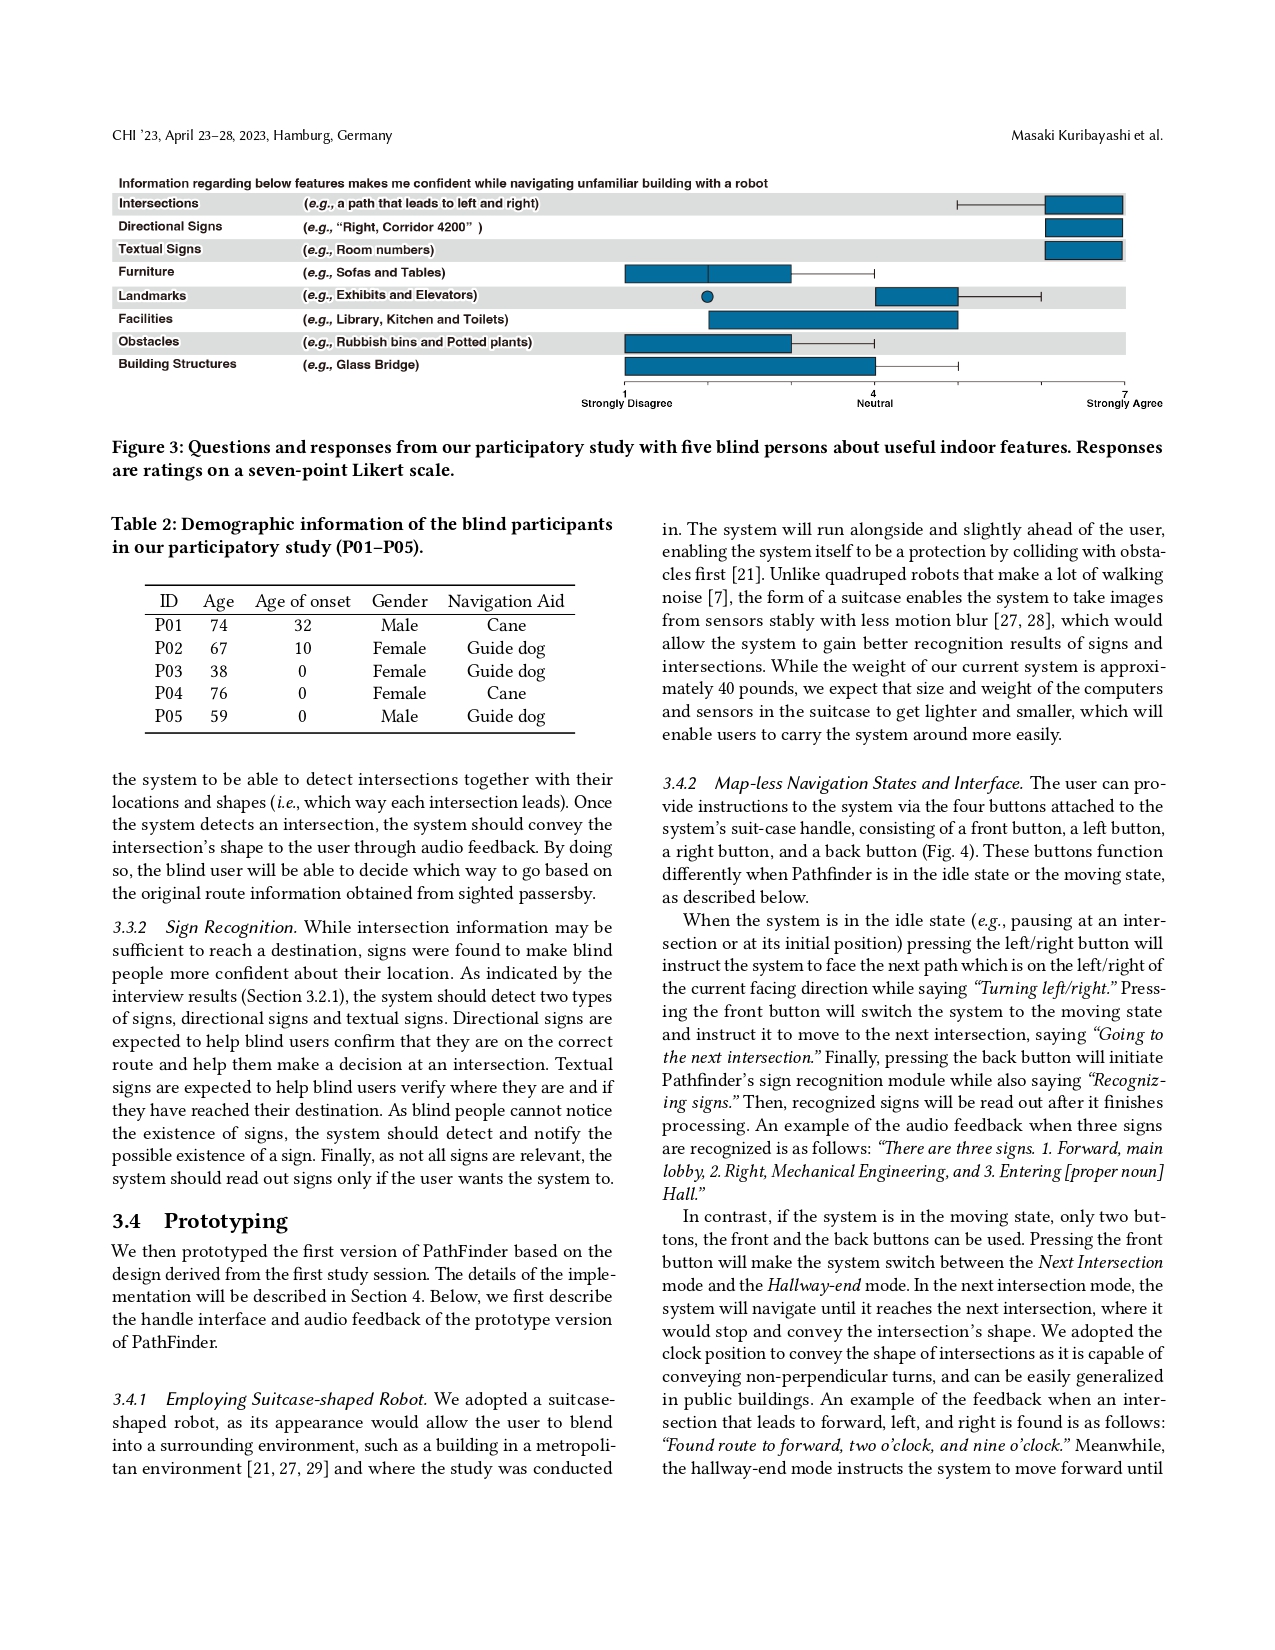 CHI ’23, April 23–28, 2023, Hamburg, Germany
Masaki Kuribayashi et al.
Information regarding below features makes me confident while navigating unfamiliar building with a robot
Intersections (e.g., a path that leads to left and right)
Directional Signs (e.g., “Right, Corridor 4200” )
Textual Signs (e.g., Room numbers)
Furniture (e.g., Sofas and Tables)
Landmarks (e.g., Exhibits and Elevators)
Facilities (e.g., Library, Kitchen and Toilets)
Obstacles (e.g., Rubbish bins and Potted plants)
Building Structures (e.g., Glass Bridge)
1 4 7
Strongly Disagree Neutral Strongly Agree
Figure 3: Questions and responses from our participatory study with five blind persons about useful indoor features. Responses
are ratings on a seven-point Likert scale.
Table 2: Demographic information of the blind participants
in our participatory study (P01–P05).
ID Age Age of onset Gender Navigation Aid
P01 74 32 Male Cane
P02 67 10 Female Guide dog
P03 38 0 Female Guide dog
P04 76 0 Female Cane
P05 59 0 Male Guide dog
the system to be able to detect intersections together with their
locations and shapes (i.e., which way each intersection leads). Once
the system detects an intersection, the system should convey the
intersection’s shape to the user through audio feedback. By doing
so, the blind user will be able to decide which way to go based on
the original route information obtained from sighted passersby.
3.3.2 Sign Recognition. While intersection information may be
sufficient to reach a destination, signs were found to make blind
people more confident about their location. As indicated by the
interview results (Section 3.2.1), the system should detect two types
of signs, directional signs and textual signs. Directional signs are
expected to help blind users confirm that they are on the correct
route and help them make a decision at an intersection. Textual
signs are expected to help blind users verify where they are and if
they have reached their destination. As blind people cannot notice
the existence of signs, the system should detect and notify the
possible existence of a sign. Finally, as not all signs are relevant, the
system should read out signs only if the user wants the system to.
3.4 Prototyping
We then prototyped the first version of PathFinder based on the
design derived from the first study session. The details of the imple-
mentation will be described in Section 4. Below, we first describe
the handle interface and audio feedback of the prototype version
of PathFinder.
3.4.1 Employing Suitcase-shaped Robot. We adopted a suitcase-
shaped robot, as its appearance would allow the user to blend
into a surrounding environment, such as a building in a metropoli-
tan environment [21, 27, 29] and where the study was conducted
in. The system will run alongside and slightly ahead of the user,
enabling the system itself to be a protection by colliding with obsta-
cles first [21]. Unlike quadruped robots that make a lot of walking
noise [7], the form of a suitcase enables the system to take images
from sensors stably with less motion blur [27, 28], which would
allow the system to gain better recognition results of signs and
intersections. While the weight of our current system is approxi-
mately 40 pounds, we expect that size and weight of the computers
and sensors in the suitcase to get lighter and smaller, which will
enable users to carry the system around more easily.
3.4.2 Map-less Navigation States and Interface. The user can pro-
vide instructions to the system via the four buttons attached to the
system’s suit-case handle, consisting of a front button, a left button,
a right button, and a back button (Fig. 4). These buttons function
differently when Pathfinder is in the idle state or the moving state,
as described below.
When the system is in the idle state (e.g., pausing at an inter-
section or at its initial position) pressing the left/right button will
instruct the system to face the next path which is on the left/right of
the current facing direction while saying “Turning left/right.” Press-
ing the front button will switch the system to the moving state
and instruct it to move to the next intersection, saying “Going to
the next intersection.” Finally, pressing the back button will initiate
Pathfinder’s sign recognition module while also saying “Recogniz-
ing signs.” Then, recognized signs will be read out after it finishes
processing. An example of the audio feedback when three signs
are recognized is as follows: “There are three signs. 1. Forward, main
lobby, 2. Right, Mechanical Engineering, and 3. Entering [proper noun]
Hall.”
In contrast, if the system is in the moving state, only two but-
tons, the front and the back buttons can be used. Pressing the front
button will make the system switch between the Next Intersection
mode and the Hallway-end mode. In the next intersection mode, the
system will navigate until it reaches the next intersection, where it
would stop and convey the intersection’s shape. We adopted the
clock position to convey the shape of intersections as it is capable of
conveying non-perpendicular turns, and can be easily generalized
in public buildings. An example of the feedback when an inter-
section that leads to forward, left, and right is found is as follows:
“Found route to forward, two o’clock, and nine o’clock.” Meanwhile,
the hallway-end mode instructs the system to move forward until